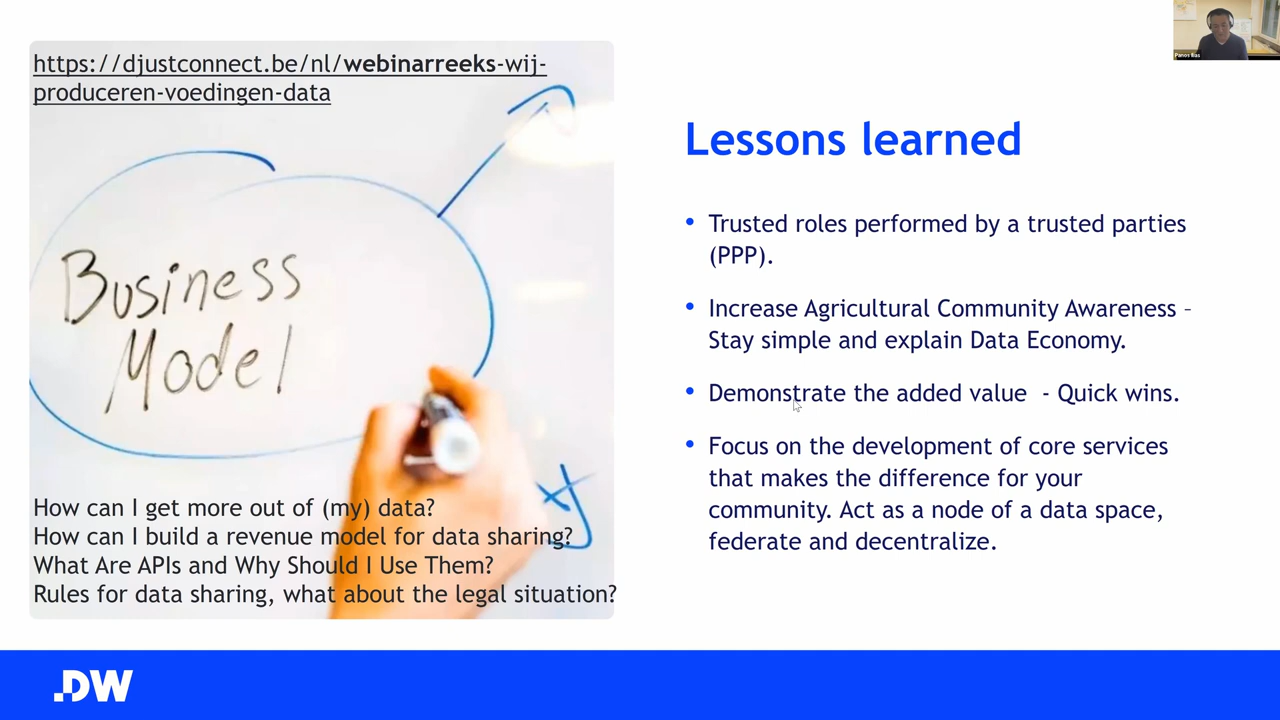 https://djustconnect.be/nl/webinarreeks-wij-
produceren-voedingen-data
Business
Model
How can I get more out of (my) data?
How can I build a revenue model for data sharing?
What Are APIs and Why Should I Use Them?
Rules for data sharing, what about the legal situation?
Lessons learned
• Trusted roles performed by a trusted parties
(PPP).
• Increase Agricultural Community Awareness –
Stay simple and explain Data Economy.
• Demonstrate the added value - Quick wins.
• Focus on the development of core services
that makes the difference for your
community. Act as a node of a data space,
federate and decentralize.
.DW